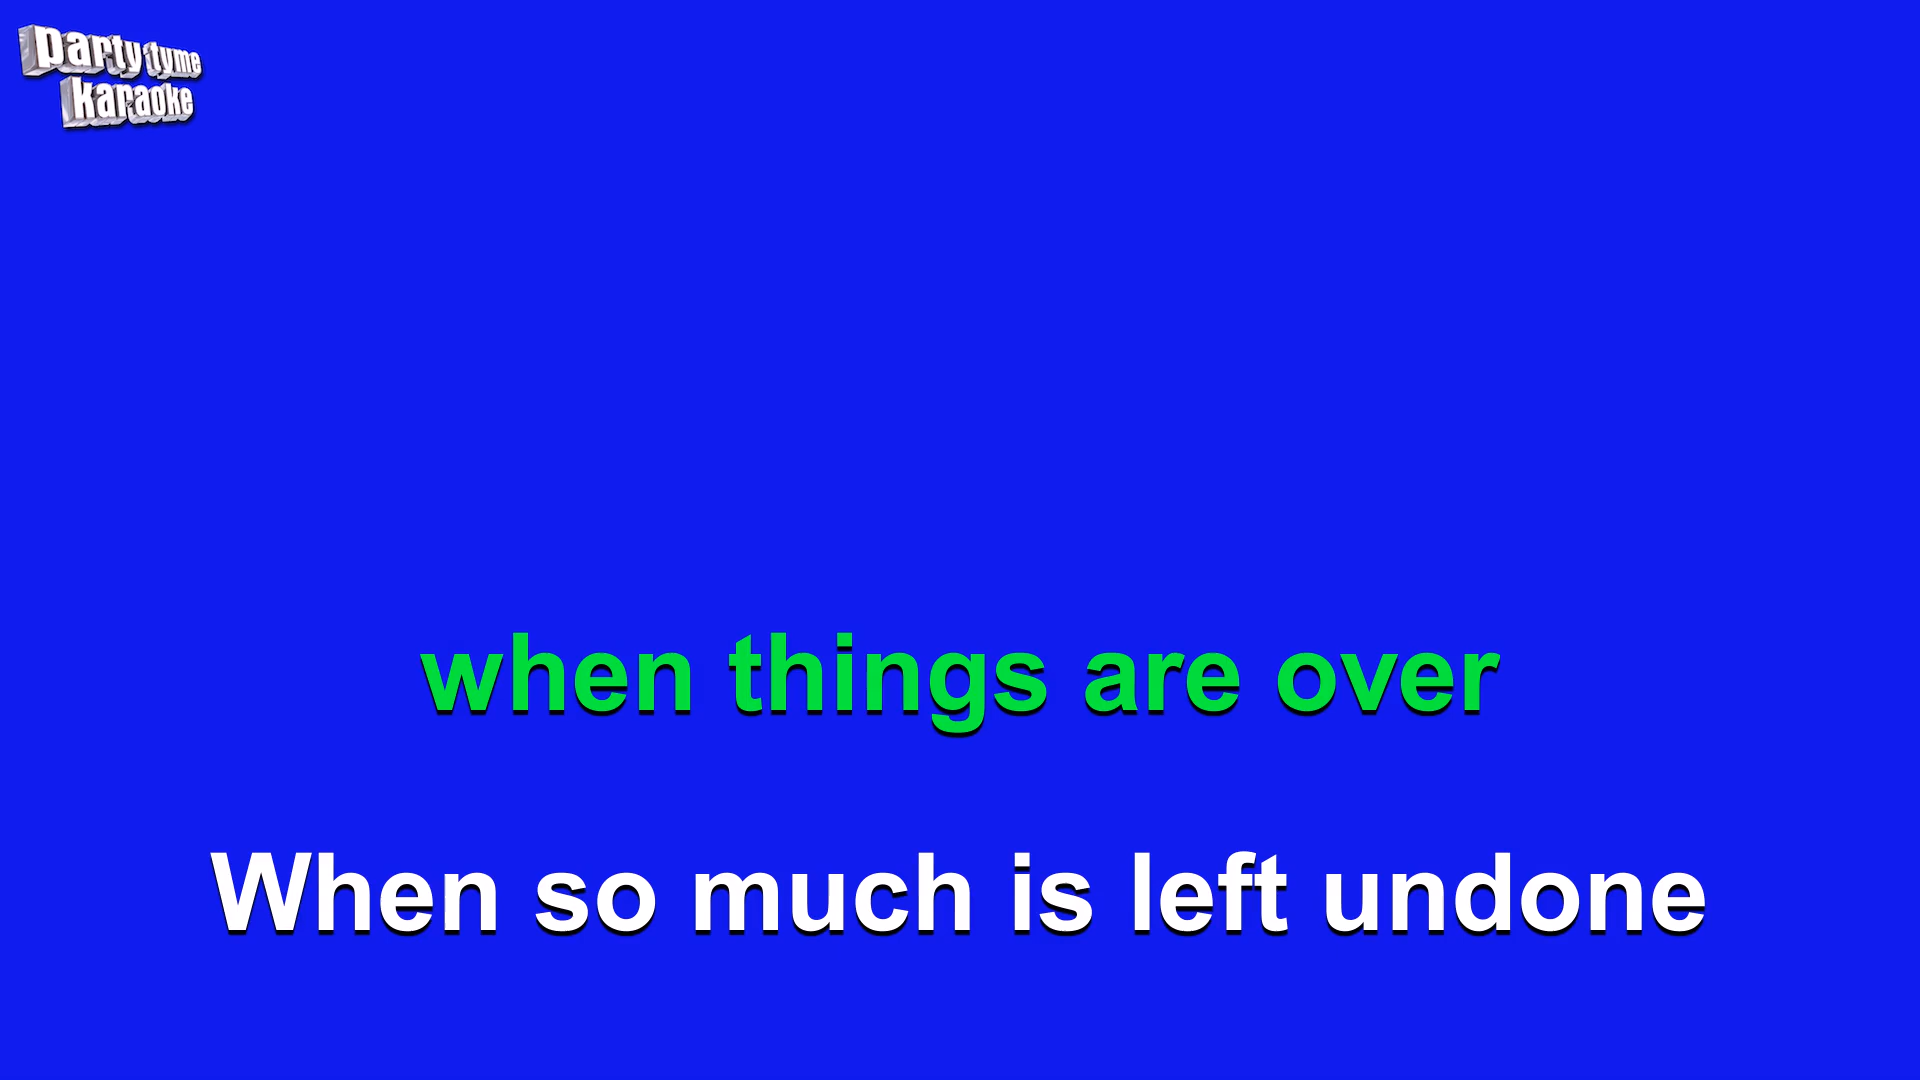 party tyme
karaoke
when things are over
When so much is left undone